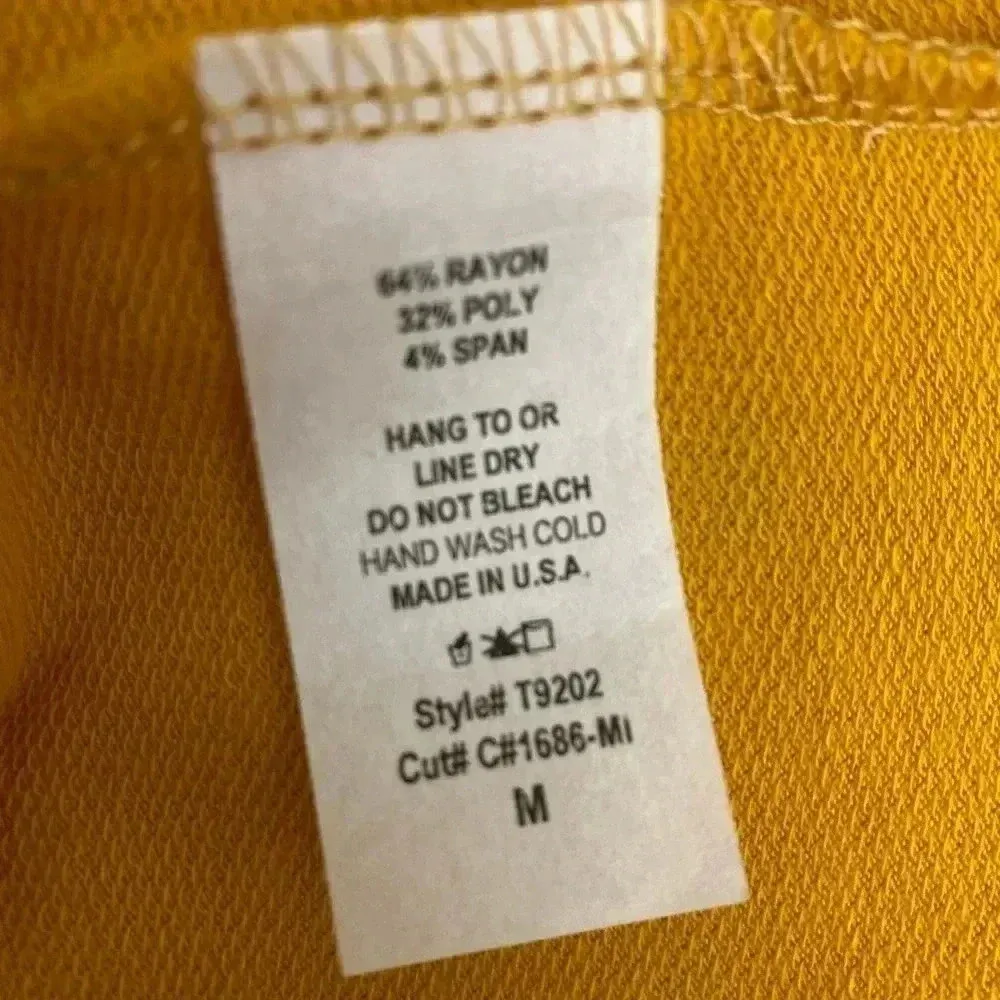 64% RAYON
32% POLY
4% SPAN
HANG TO OR
LINE DRY
DO NOT BLEACH
HAND WASH COLD
MADE IN U.S.A.
Style# T9202
Cut# C#1686-Mi
M